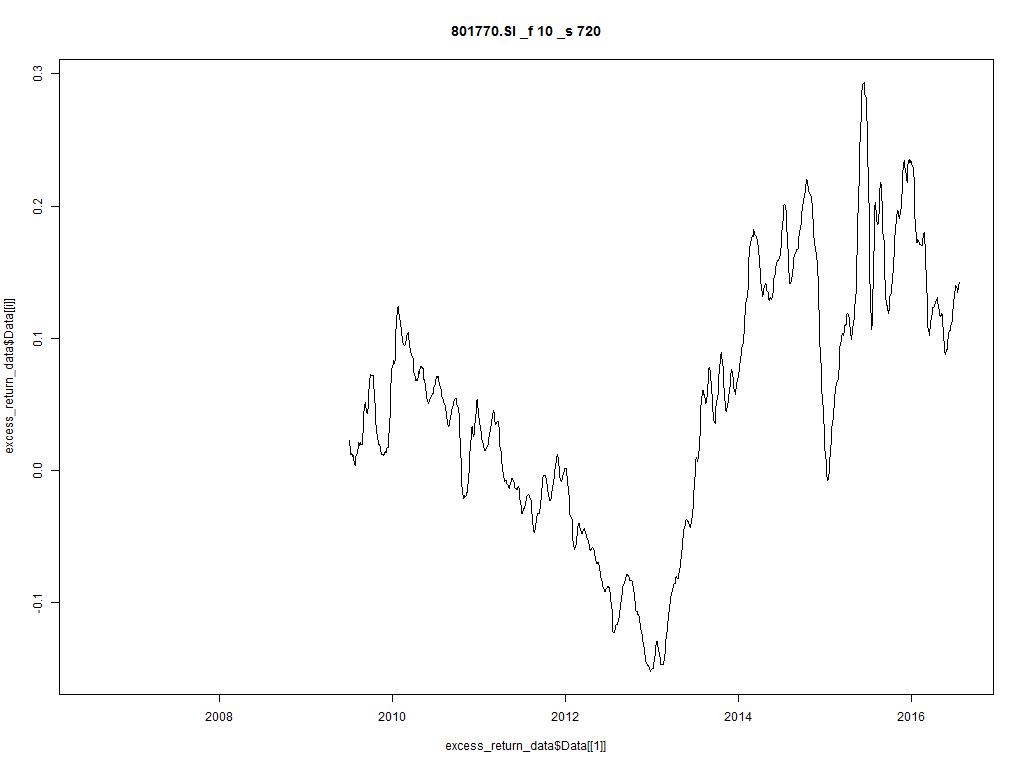 801770.SI _f 10 _s 720
excess_return_data$Data[[i]]
0.3
0.2
0.1
0.0
-0.1
2008 2010 2012 2014 2016
excess_return_data$Data[[1]]